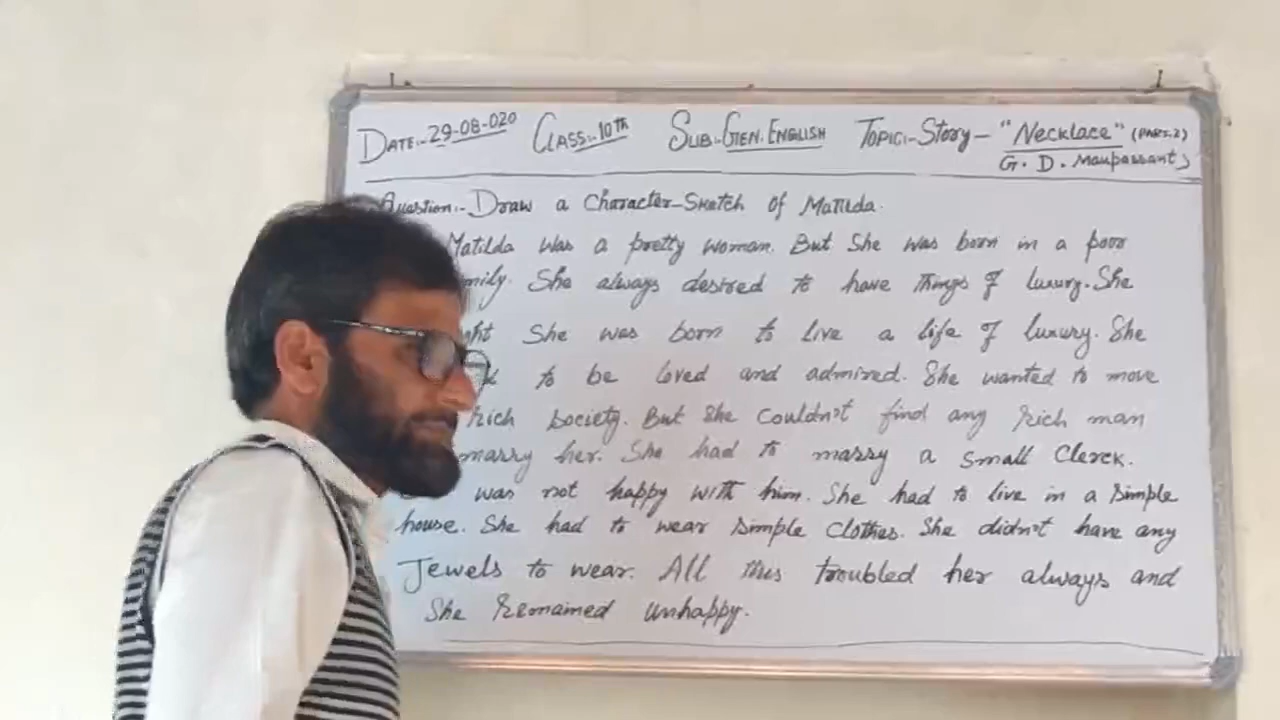 DATE:- 29-08-020 CLASS:- 10th SUB:- GEN. ENGLISH TOPIC:- Story - "Necklace" (PART.2)
G. D. Maupassant
Question:- Draw a Character-Sketch of Matilda.
Matilda was a pretty woman. But She was born in a poor
She always desired to have things of luxury. She
She was born to live a life of luxury. She
to be loved and admired. She wanted to move
rich society. But She couldn't find any rich man
marry her. She had to marry a small Clerck.
was not happy with him. She had to live in a simple
house. She had to wear simple clothes. She didn't have any
Jewels to wear. All this troubled her always and
She remained unhappy.